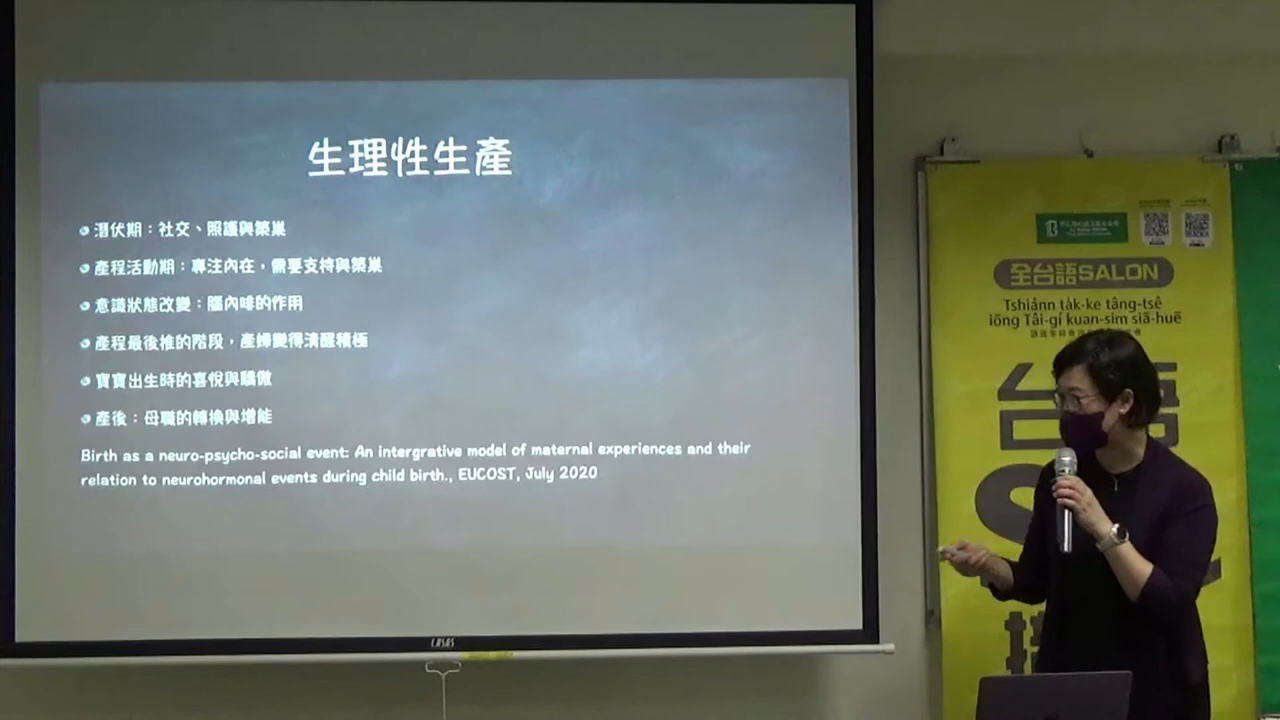 生理性生產
潛伏期：社交、照護與築巢
產程活動期：專注內在，需要支持與築巢
意識狀態改變：腦內啡的作用
產程最後推的階段，產婦變得清醒積極
寶寶出生時的喜悅與驕傲
產後：母職的轉換與增能
Birth as a neuro-psycho-social event: An intergrative model of maternal experiences and their
relation to neurohormonal events during child birth., EUCOST, July 2020
全台語SALON
Tshiánn ta̍k-ke tâng-tsê
iōng Tâi-gí kuan-sim siā-huē
台語
S